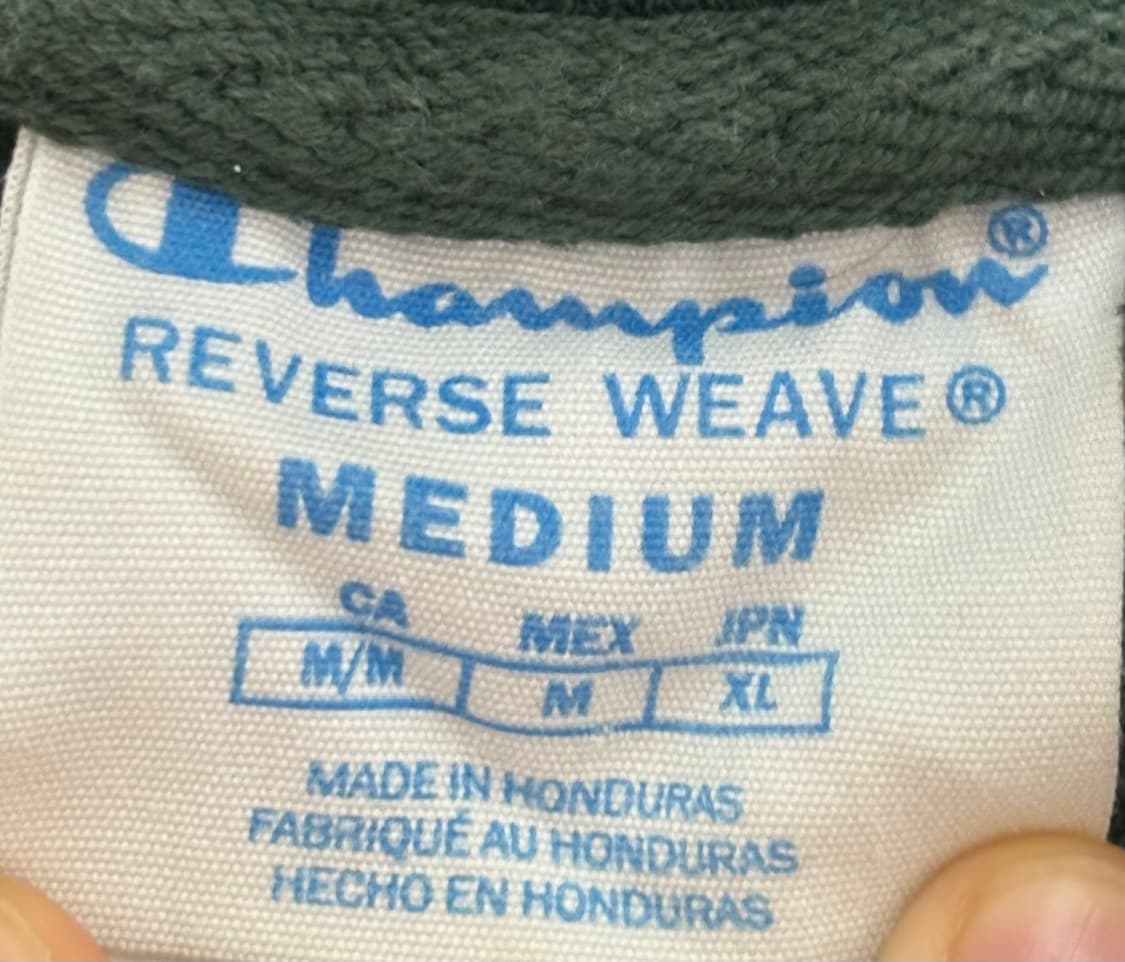 Champion®
REVERSE WEAVE®
MEDIUM
CA MEX JPN
M/M M XL
MADE IN HONDURAS
FABRIQUÉ AU HONDURAS
HECHO EN HONDURAS